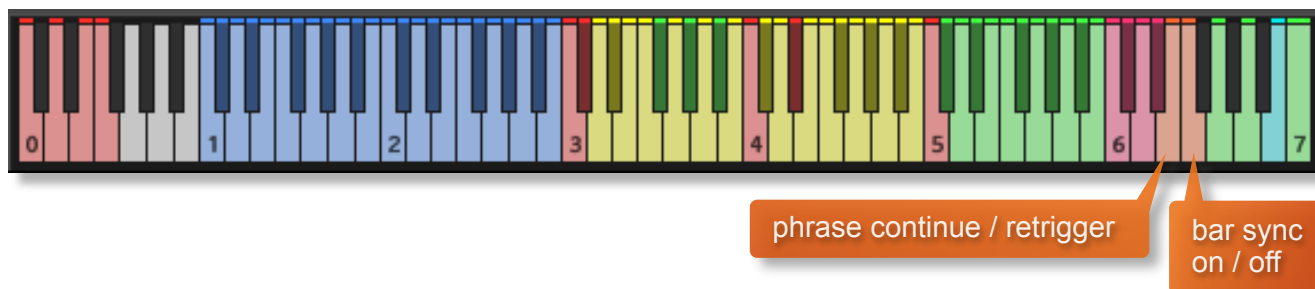 0 1 2 3 4 5 6 7
phrase continue / retrigger
bar sync
on / off